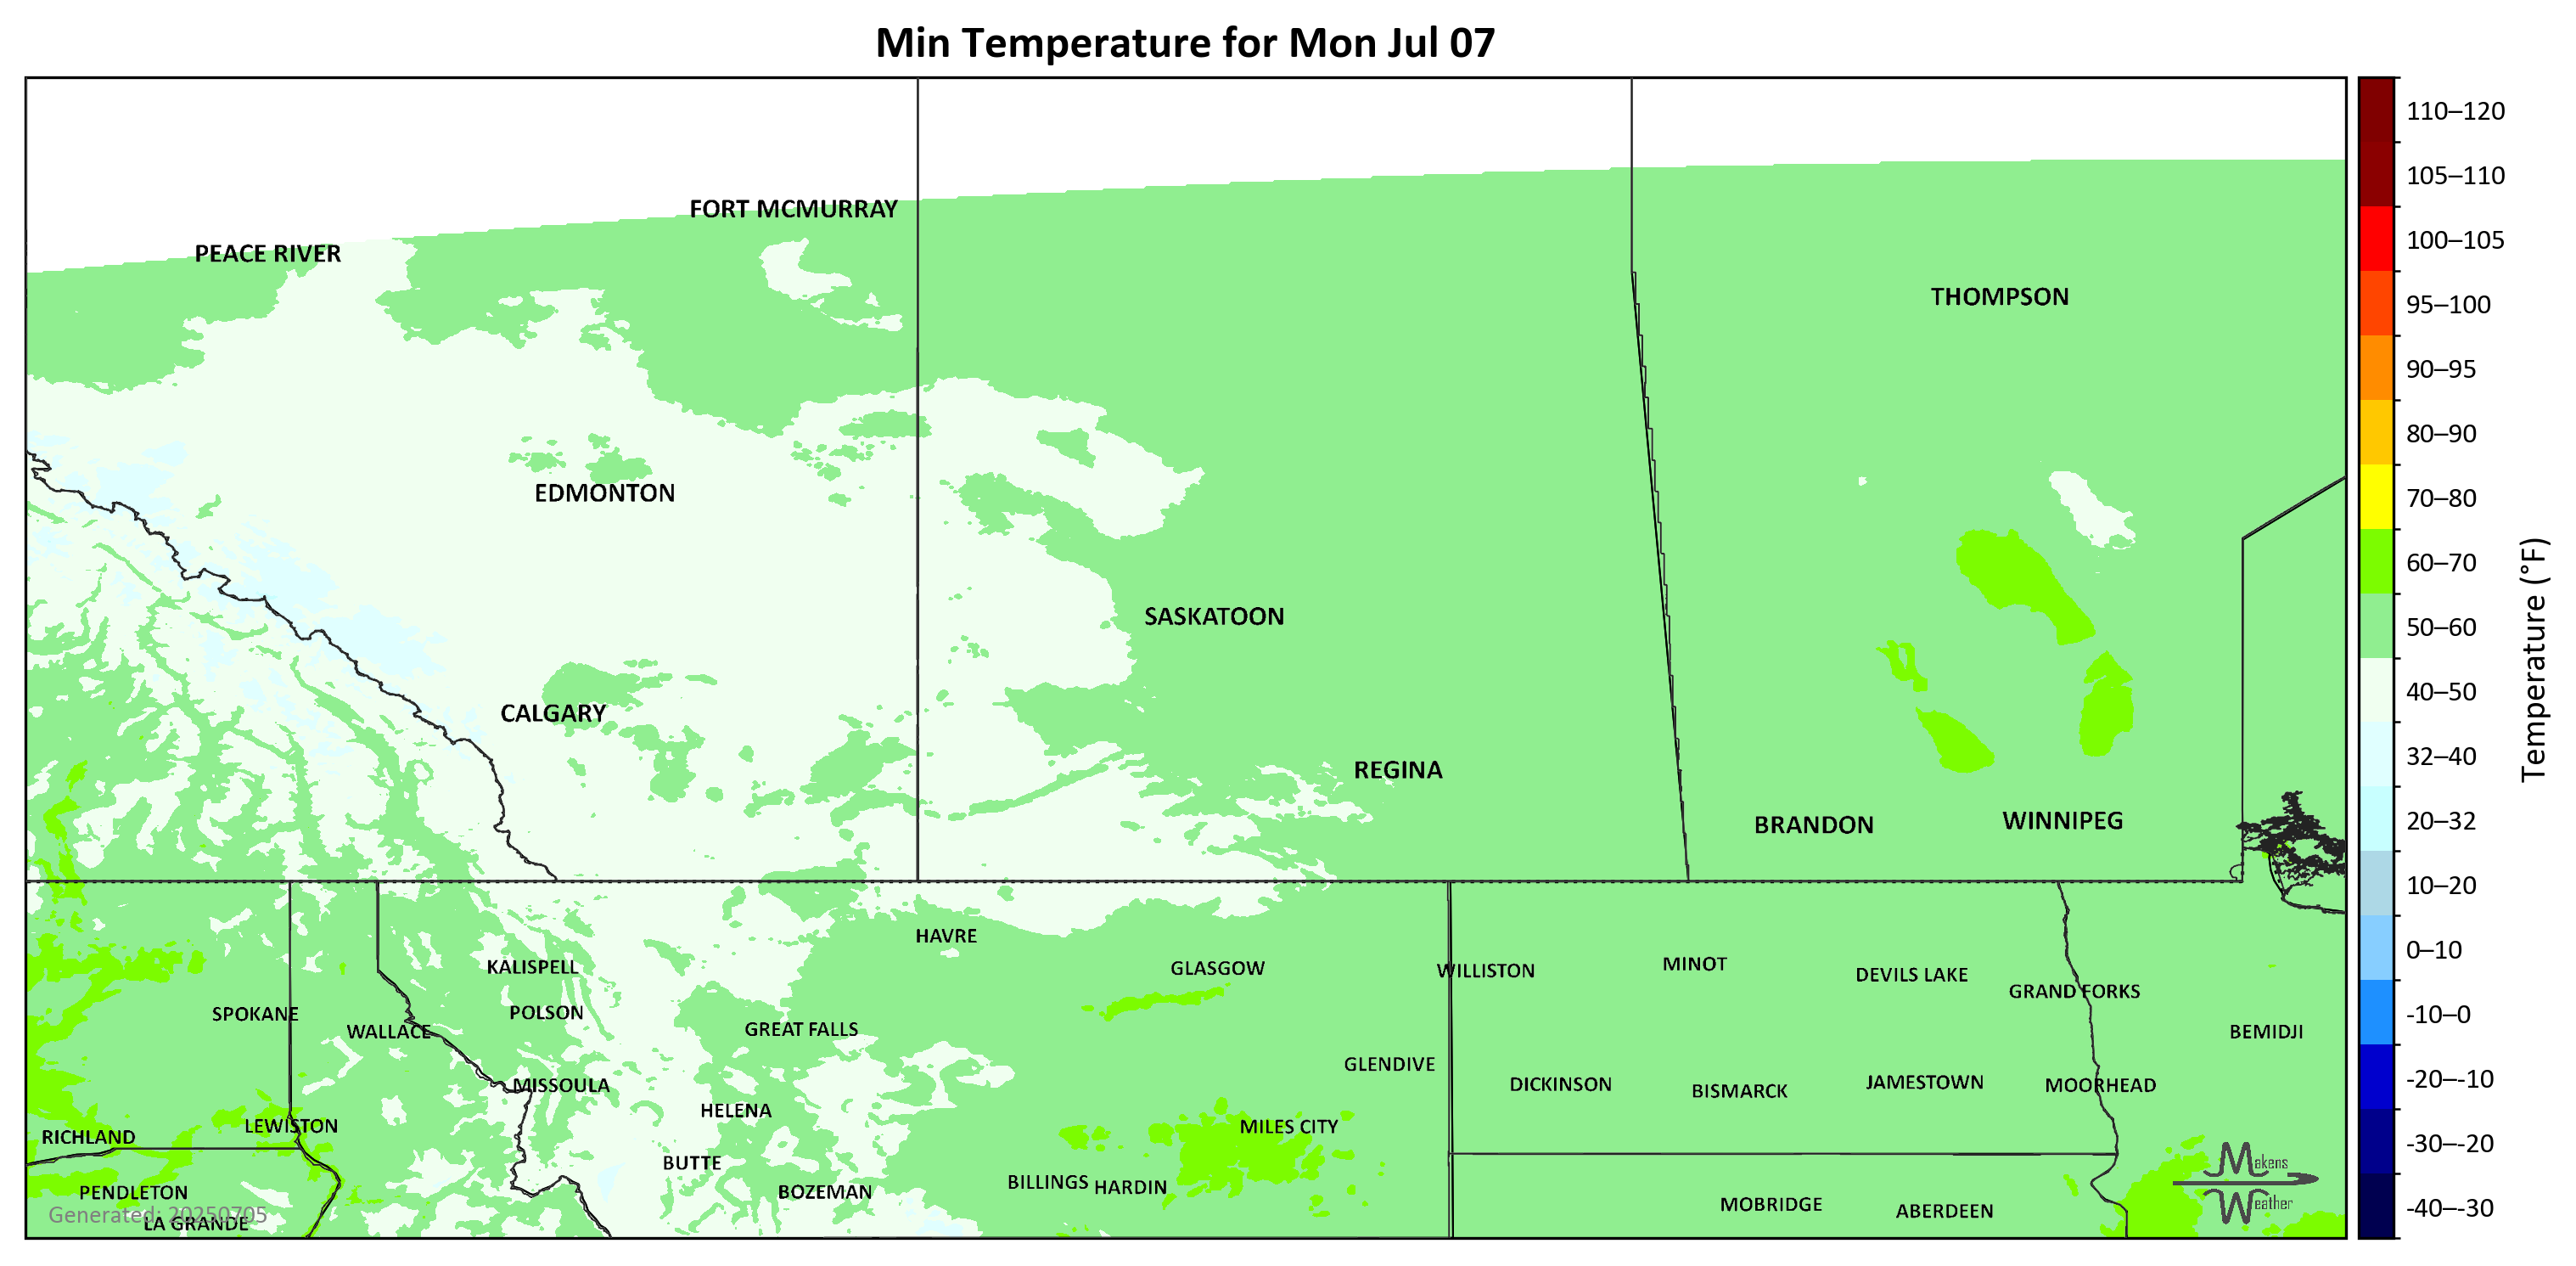 Min Temperature for Mon Jul 07
110–120
105–110
FORT MCMURRAY
100–105
PEACE RIVER
THOMPSON
95–100
90–95
80–90
EDMONTON
70–80
60–70
SASKATOON
50–60
Temperature (°F)
CALGARY
40–50
REGINA
32–40
BRANDON
WINNIPEG
20–32
10–20
HAVRE
0–10
KALISPELL
GLASGOW
WILLISTON
MINOT
DEVILS LAKE
GRAND FORKS
SPOKANE
POLSON
-10–0
WALLACE
GREAT FALLS
BEMIDJI
GLENDIVE
MISSOULA
DICKINSON
BISMARCK
JAMESTOWN
MOORHEAD
-20–-10
HELENA
LEWISTON
MILES CITY
RICHLAND
-30–-20
BUTTE
Makens
PENDLETON
BOZEMAN
BILLINGS
HARDIN
MOBRIDGE
ABERDEEN
Weather
-40–-30
Generated: 20250705
LA GRANDE